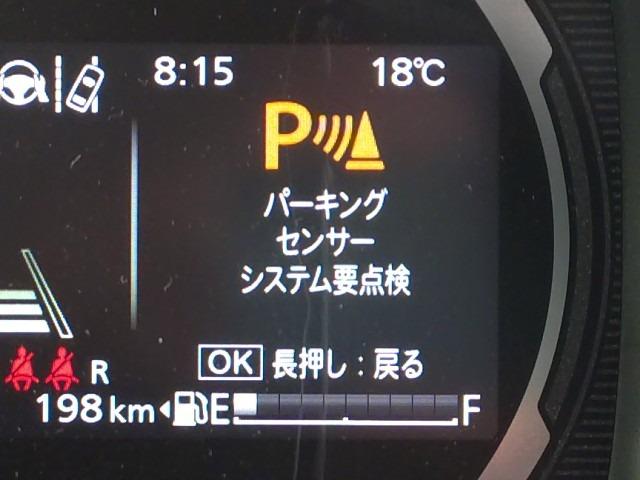 8:15 18℃
P
パーキング
センサー
システム要点検
OK 長押し : 戻る
R
198 km E F